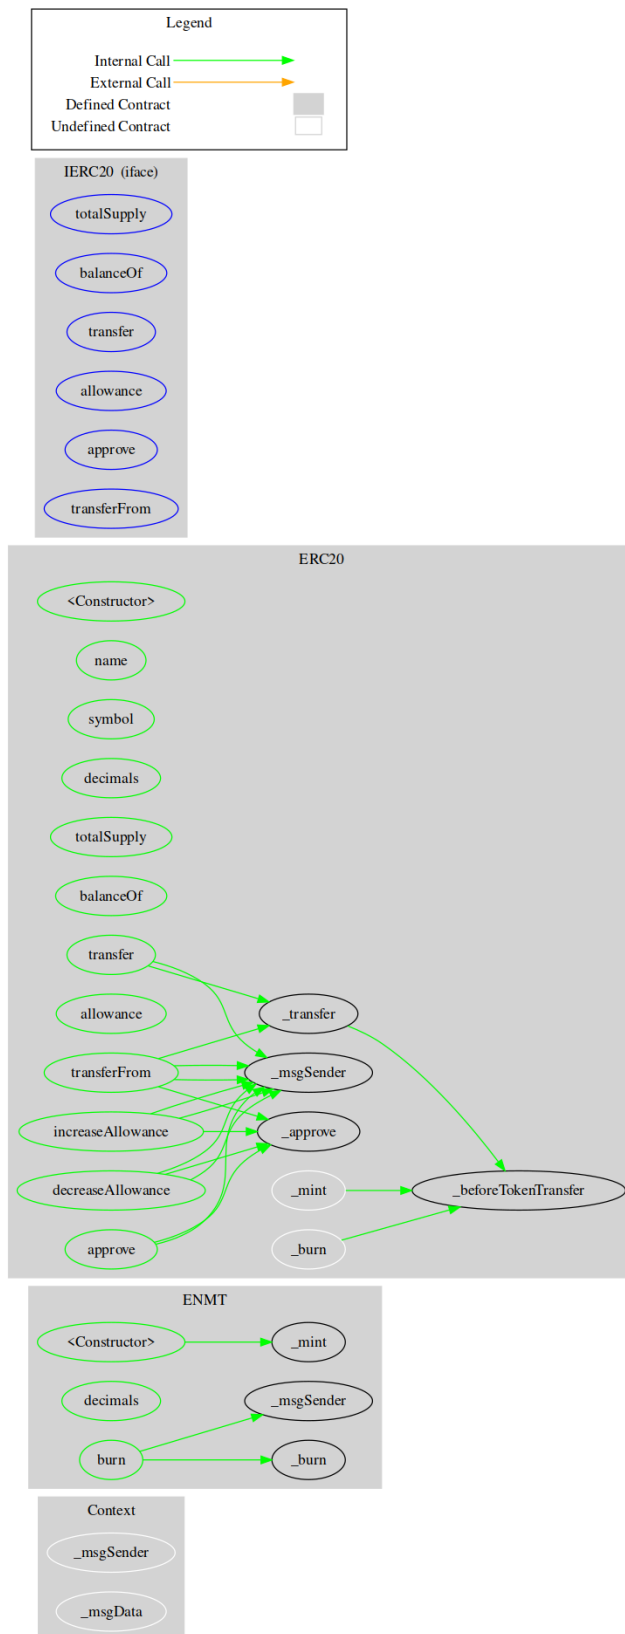 Legend
Internal Call
External Call
Defined Contract
Undefined Contract
IERC20 (iface)
totalSupply
balanceOf
transfer
allowance
approve
transferFrom
ERC20
<Constructor>
name
symbol
decimals
totalSupply
balanceOf
transfer
allowance
_transfer
transferFrom
_msgSender
increaseAllowance
_approve
decreaseAllowance
_mint
_beforeTokenTransfer
approve
_burn
ENMT
<Constructor>
_mint
decimals
_msgSender
burn
_burn
Context
_msgSender
_msgData